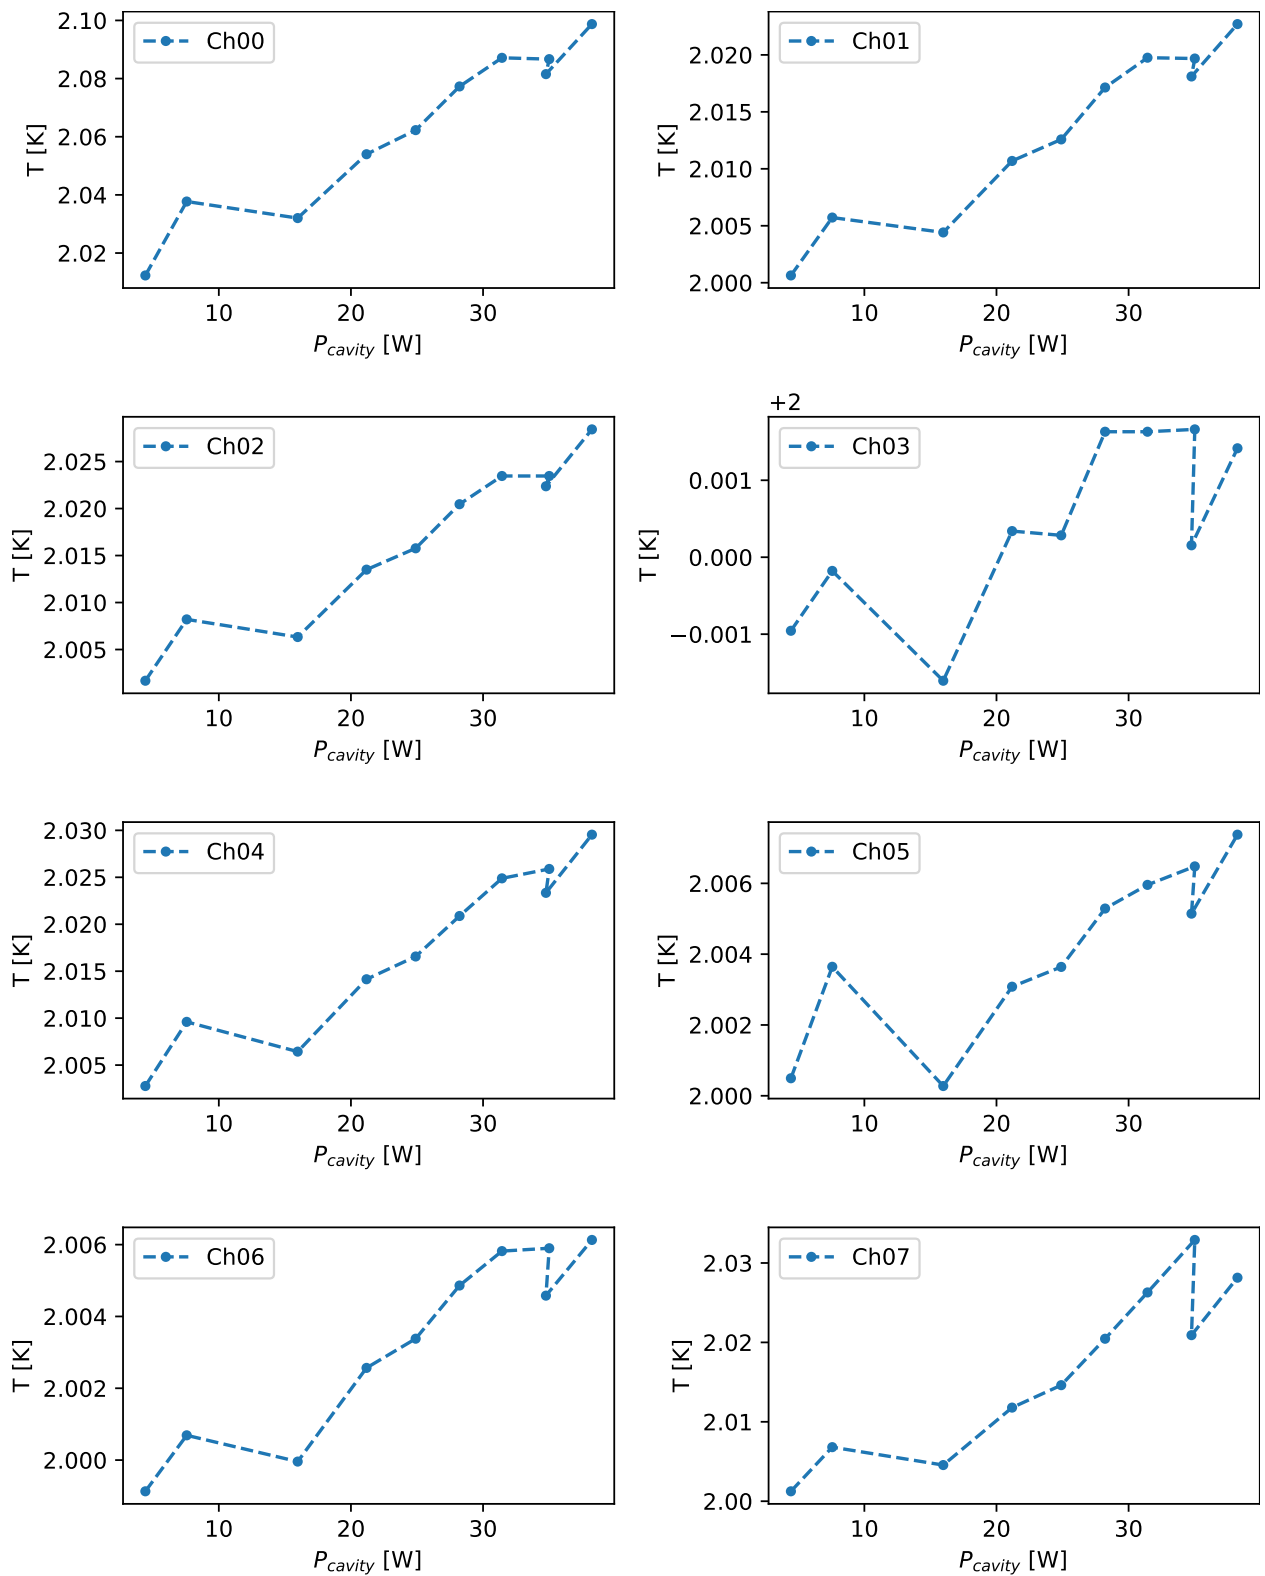 2.10
2.08
2.06
2.04
2.02
T [K]
Ch00
10 20 30
P_cavity [W]
2.020
2.015
2.010
2.005
2.000
T [K]
Ch01
10 20 30
P_cavity [W]
2.025
2.020
2.015
2.010
2.005
T [K]
Ch02
10 20 30
P_cavity [W]
+2
0.001
0.000
−0.001
T [K]
Ch03
10 20 30
P_cavity [W]
2.030
2.025
2.020
2.015
2.010
2.005
T [K]
Ch04
10 20 30
P_cavity [W]
2.006
2.004
2.002
2.000
T [K]
Ch05
10 20 30
P_cavity [W]
2.006
2.004
2.002
2.000
T [K]
Ch06
10 20 30
P_cavity [W]
2.03
2.02
2.01
2.00
T [K]
Ch07
10 20 30
P_cavity [W]